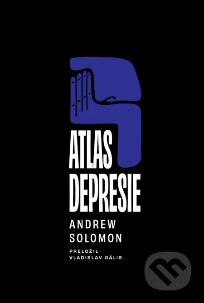 ATLAS
DEPRESIE
ANDREW
SOLOMON
PRELOŽIL
VLADISLAV GÁLIS